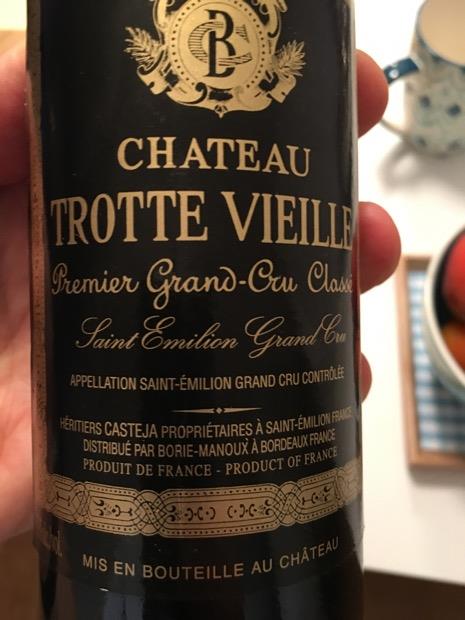 CHATEAU
TROTTE VIEILLE
Premier Grand-Cru Classé
Saint Emilion Grand Cru
APPELLATION SAINT-ÉMILION GRAND CRU CONTRÔLÉE
HÉRITIERS CASTEJA PROPRIÉTAIRES À SAINT-ÉMILION FRANCE
DISTRIBUÉ PAR BORIE-MANOUX À BORDEAUX FRANCE
PRODUIT DE FRANCE - PRODUCT OF FRANCE
MIS EN BOUTEILLE AU CHÂTEAU